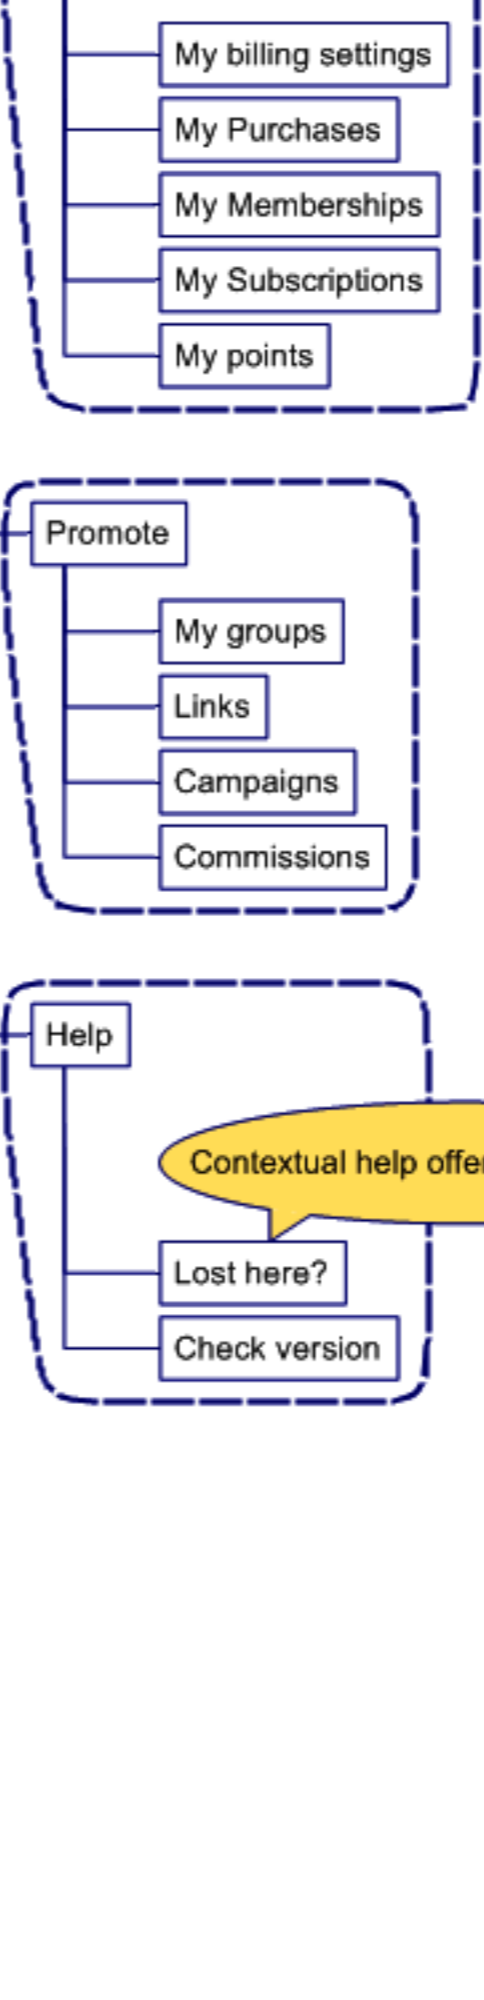 My billing settings
My Purchases
My Memberships
My Subscriptions
My points
Promote
My groups
Links
Campaigns
Commissions
Help
Contextual help
Lost here?
Check version